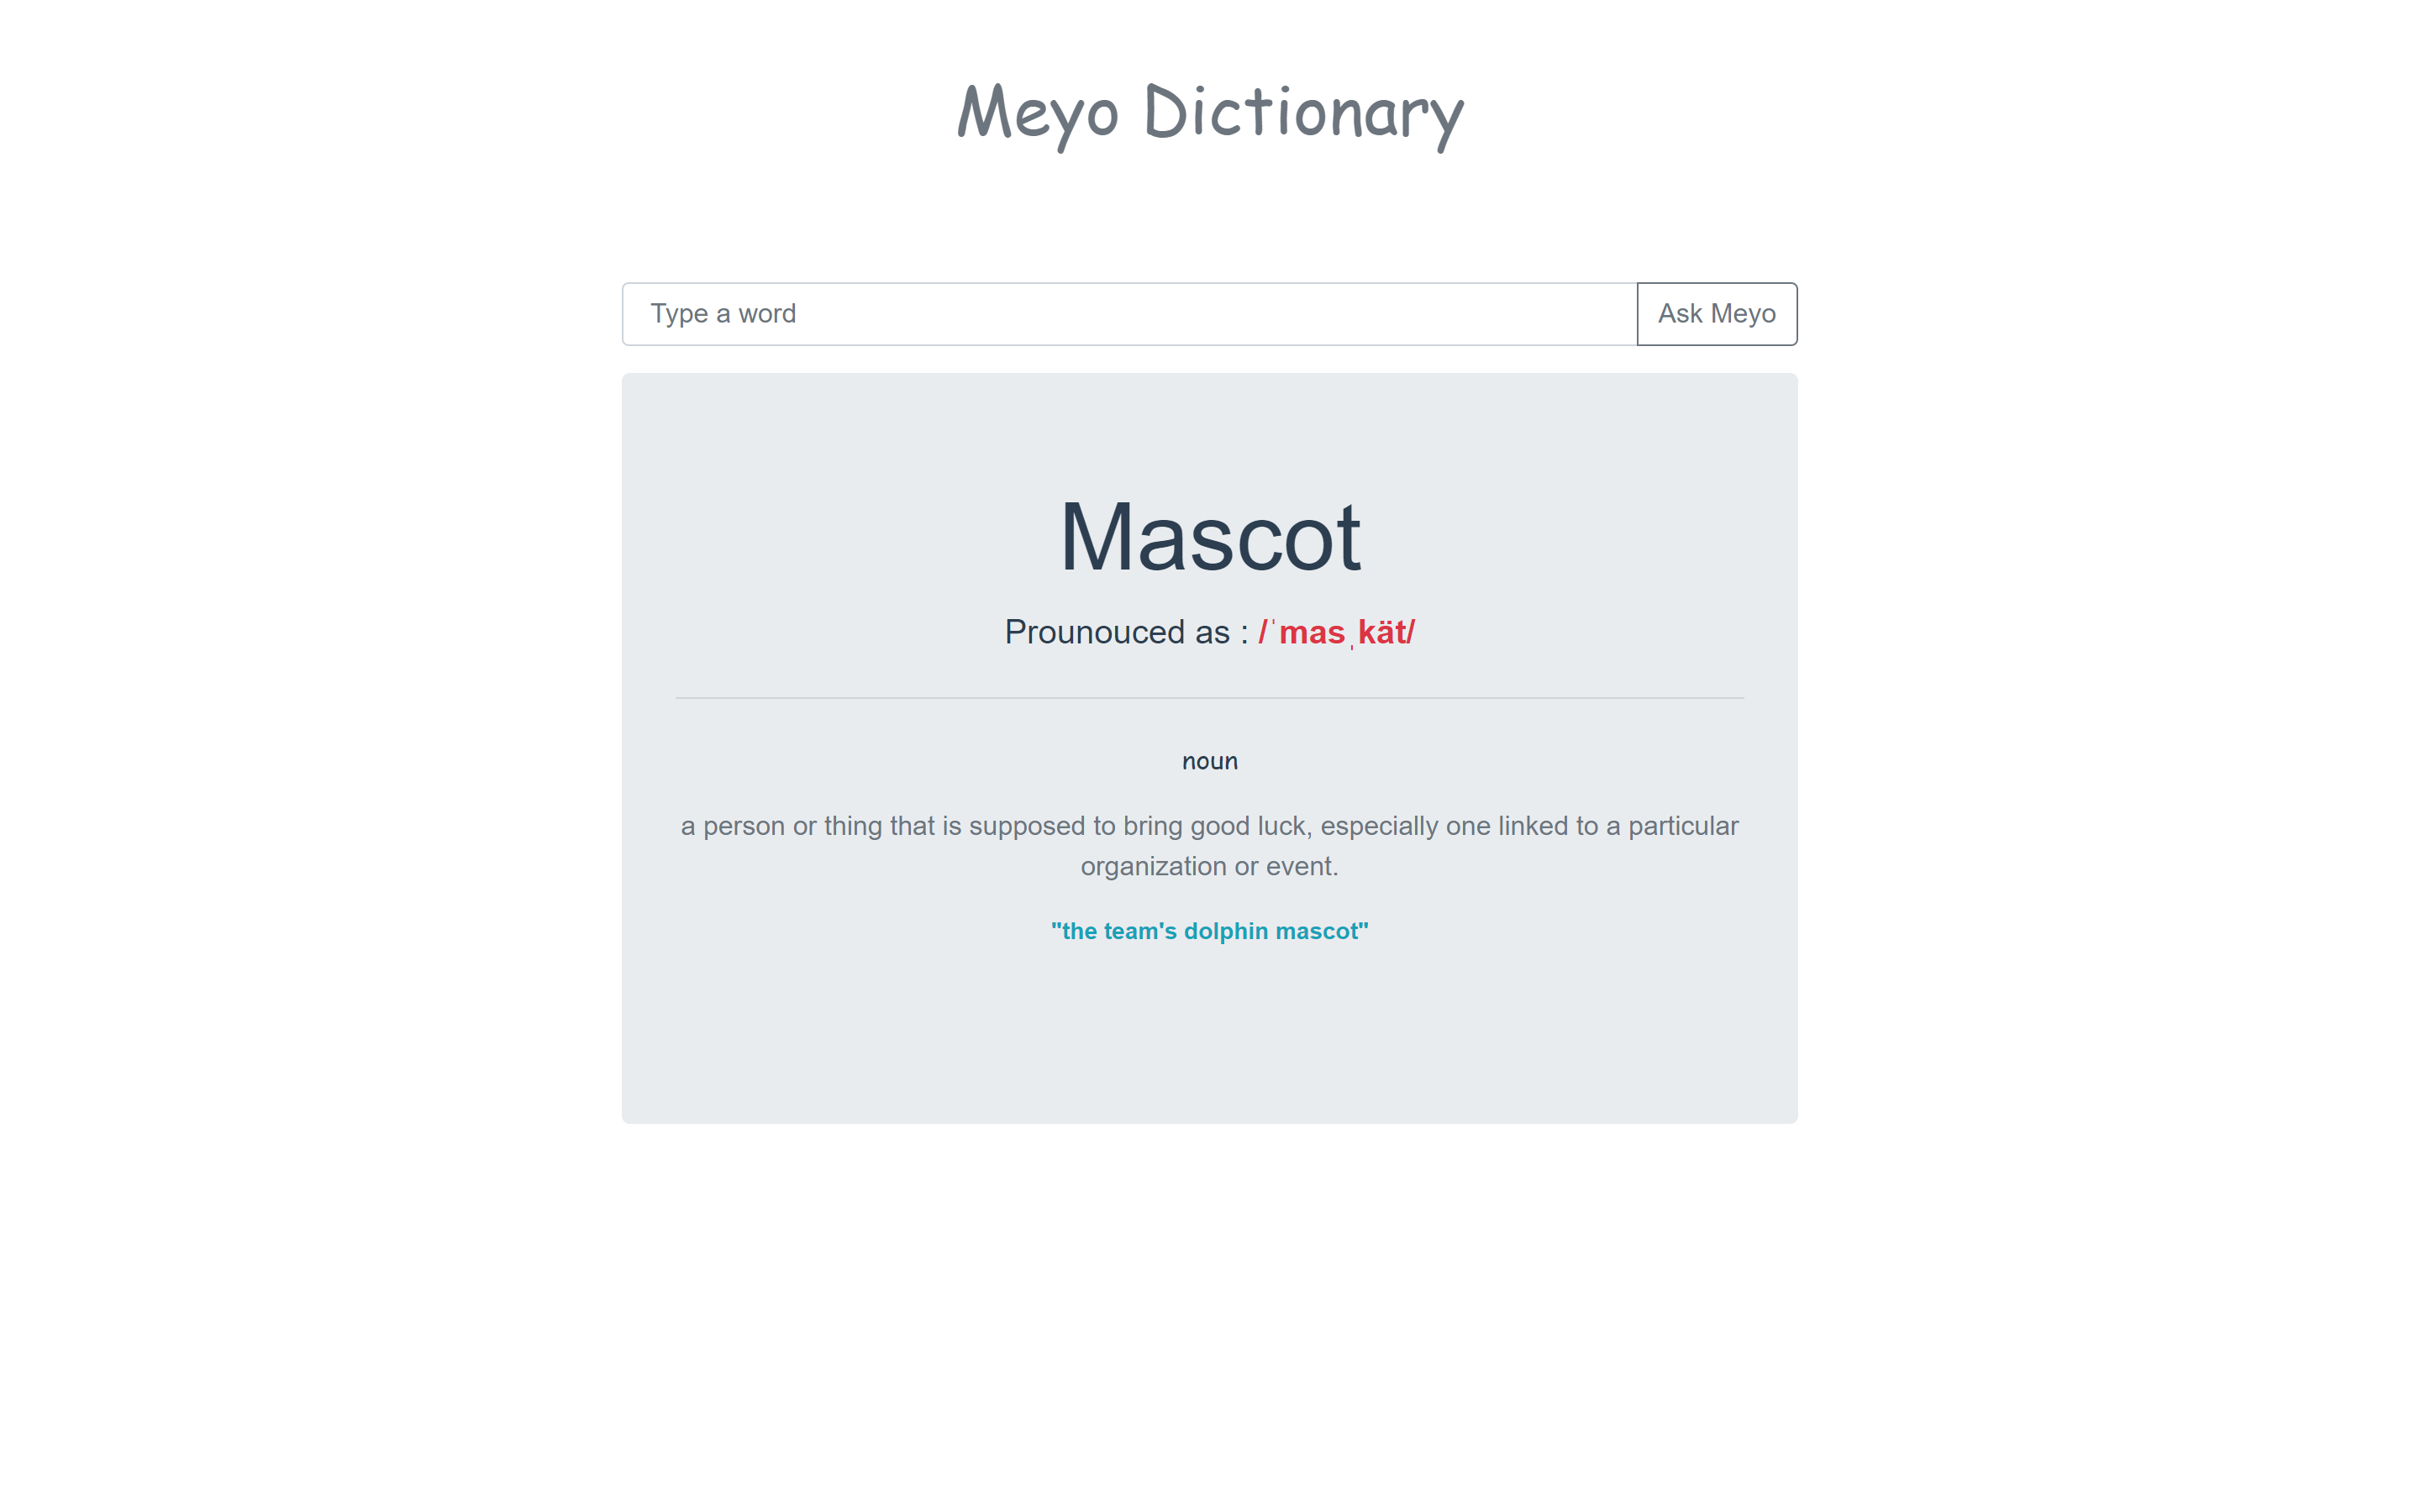 Meyo Dictionary
Type a word
Ask Meyo
Mascot
Prounouced as : /ˈmasˌkät/
noun
a person or thing that is supposed to bring good luck, especially one linked to a particular
organization or event.
"the team's dolphin mascot"